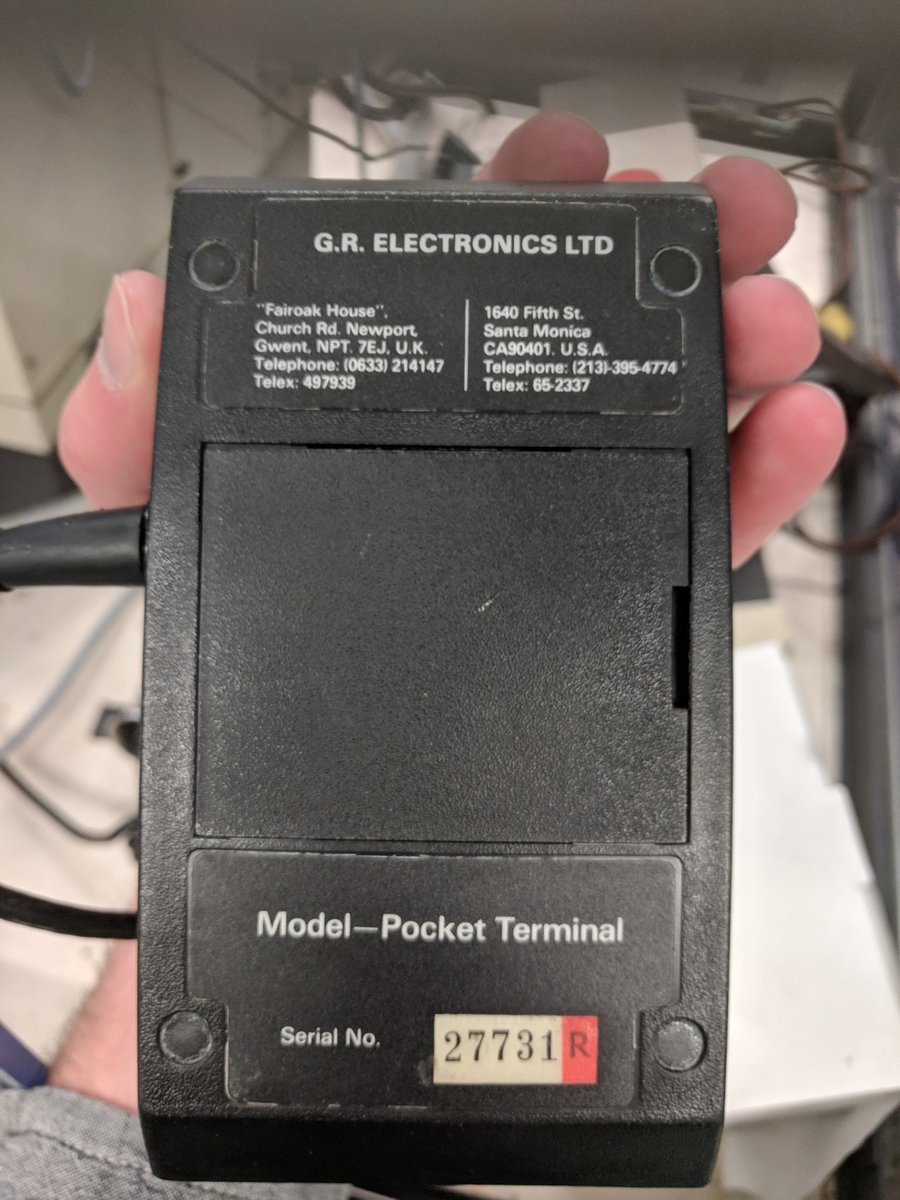 G.R. ELECTRONICS LTD
"Fairoak House",
Church Rd. Newport,
Gwent, NPT. 7EJ, U.K.
Telephone: (0633) 214147
Telex: 497939
1640 Fifth St.
Santa Monica
CA90401. U.S.A.
Telephone: (213)-395-4774
Telex: 65-2337
Model—Pocket Terminal
Serial No. 27731 R